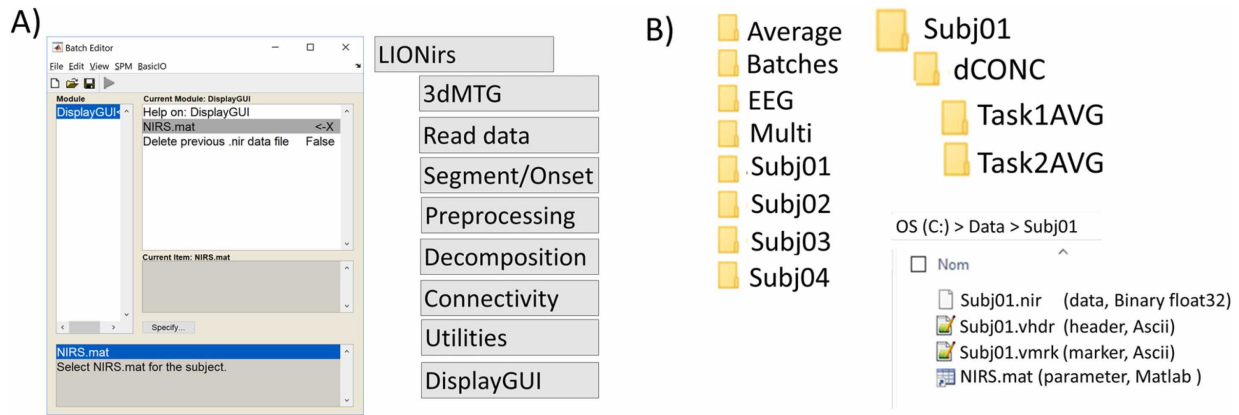 A)
Batch Editor
File Edit View SPM BasicIO
Module
DisplayGUI<
Current Module: DisplayGUI
Help on: DisplayGUI
NIRS.mat <-X
Delete previous .nir data file False
Current Item: NIRS.mat
Specify...
NIRS.mat
Select NIRS.mat for the subject.
LIONirs
3dMTG
Read data
Segment/Onset
Preprocessing
Decomposition
Connectivity
Utilities
DisplayGUI
B)
Average
Batches
EEG
Multi
Subj01
Subj02
Subj03
Subj04
Subj01
dCONC
Task1AVG
Task2AVG
OS (C:) > Data > Subj01
Nom
Subj01.nir (data, Binary float32)
Subj01.vhdr (header, Ascii)
Subj01.vmrk (marker, Ascii)
NIRS.mat (parameter, Matlab )